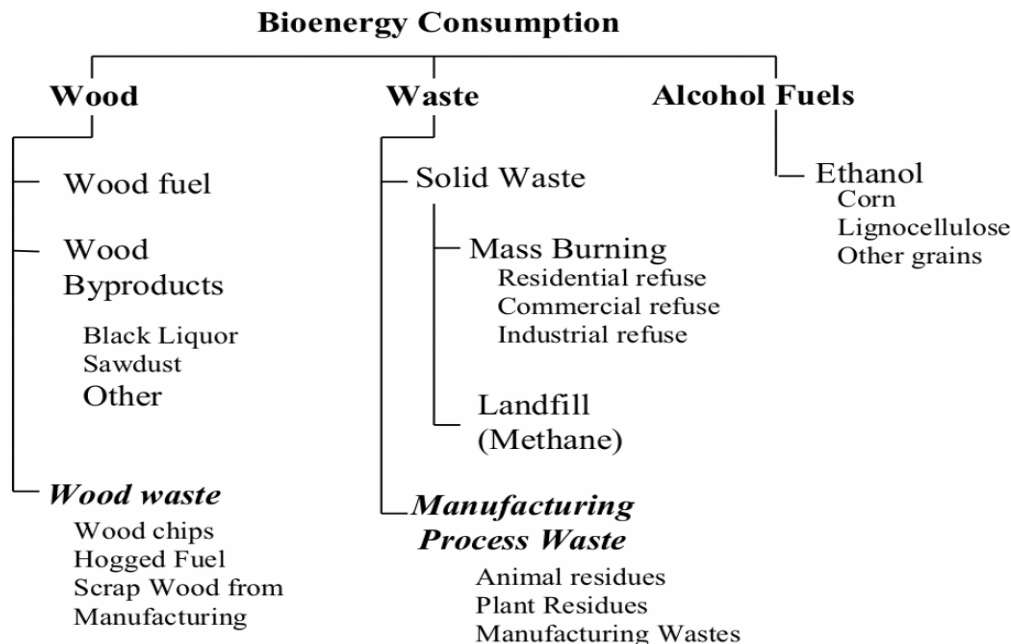 Bioenergy Consumption
Wood
Wood fuel
Wood
Byproducts
Black Liquor
Sawdust
Other
Wood waste
Wood chips
Hogged Fuel
Scrap Wood from
Manufacturing
Waste
Solid Waste
Mass Burning
Residential refuse
Commercial refuse
Industrial refuse
Landfill
(Methane)
Manufacturing
Process Waste
Animal residues
Plant Residues
Manufacturing Wastes
Alcohol Fuels
Ethanol
Corn
Lignocellulose
Other grains